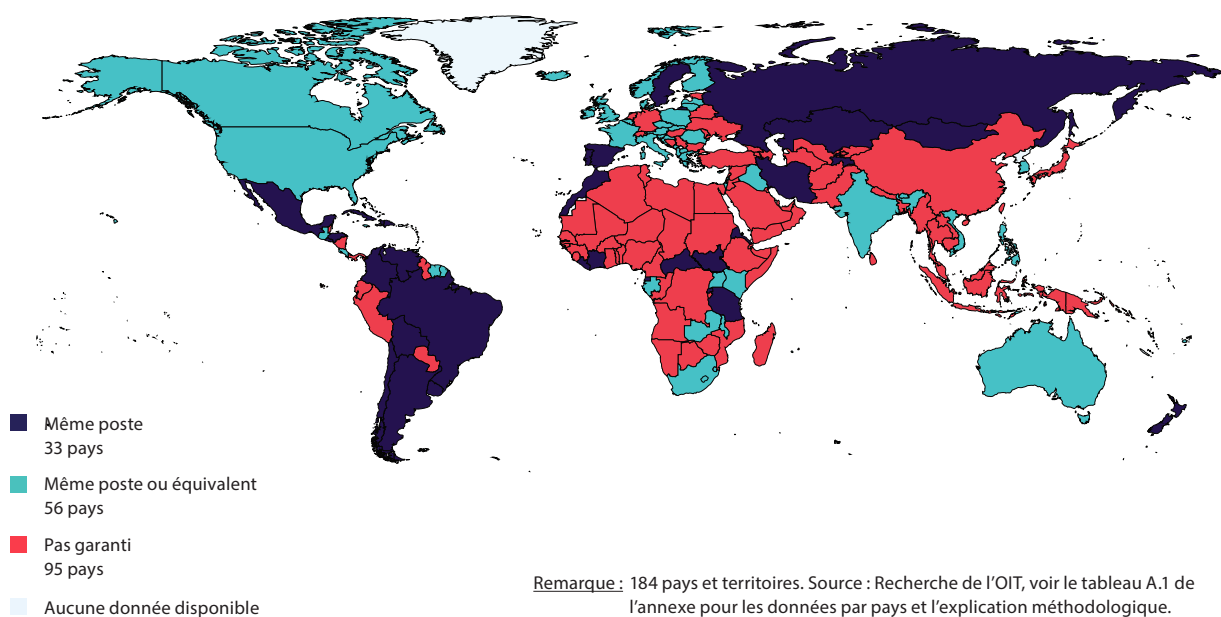 Même poste
33 pays
Même poste ou équivalent
56 pays
Pas garanti
95 pays
Aucune donnée disponible
Remarque : 184 pays et territoires. Source : Recherche de l’OIT, voir le tableau A.1 de
l’annexe pour les données par pays et l’explication méthodologique.